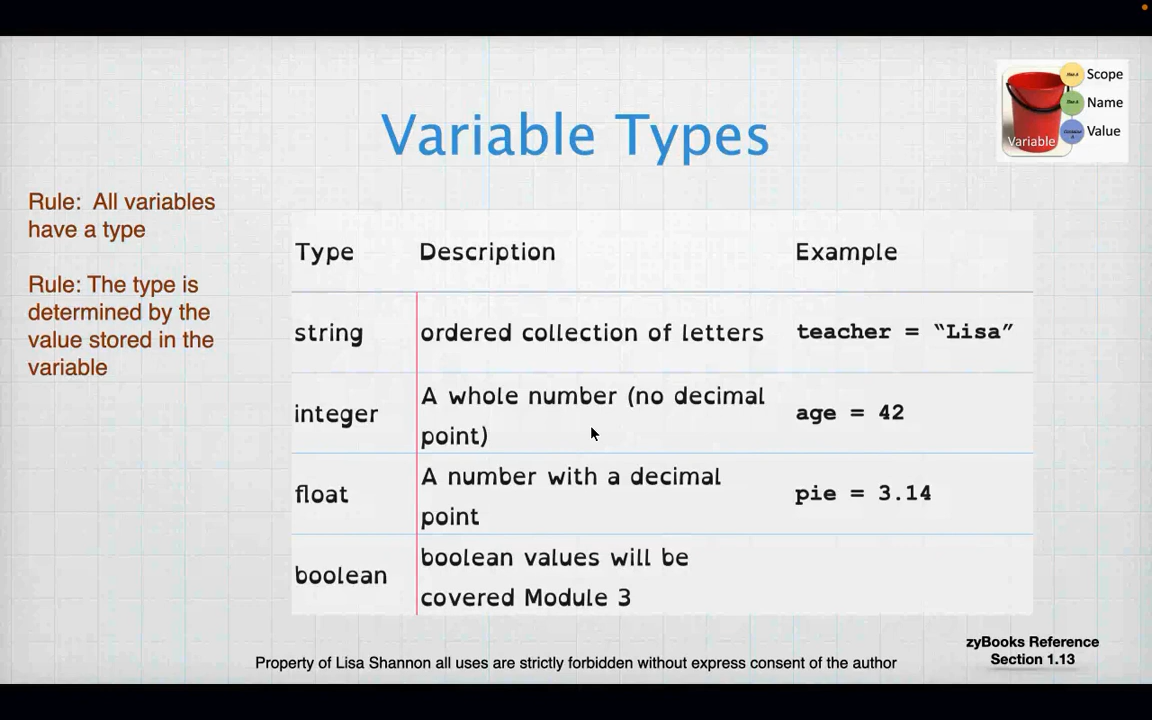 Variable Types
Scope
Name
Value
Variable
Rule:  All variables
have a type
Rule: The type is
determined by the
value stored in the
variable
Type Description Example
string ordered collection of letters teacher = “Lisa”
integer A whole number (no decimal
point) age = 42
float A number with a decimal
point pie = 3.14
boolean boolean values will be
covered Module 3
zyBooks Reference
Section 1.13
Property of Lisa Shannon all uses are strictly forbidden without express consent of the author